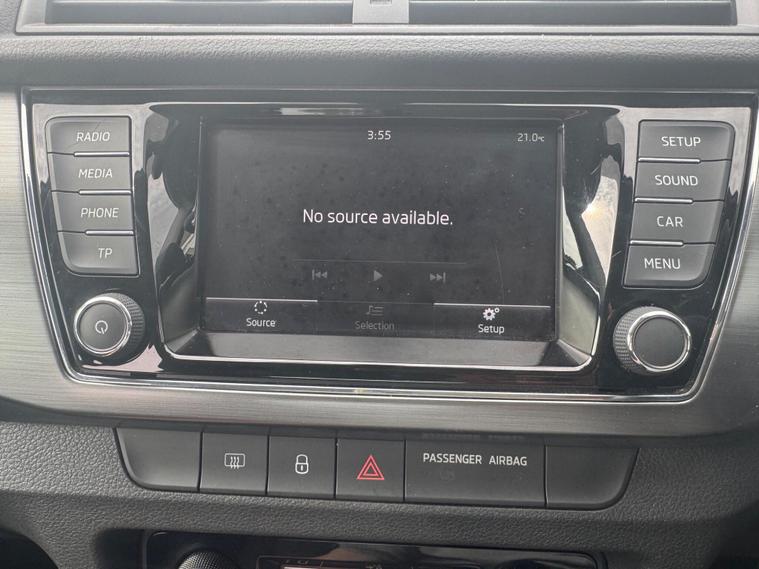 RADIO
MEDIA
PHONE
TP
3:55
21.0°C
No source available.
Source
Selection
Setup
SETUP
SOUND
CAR
MENU
PASSENGER AIRBAG